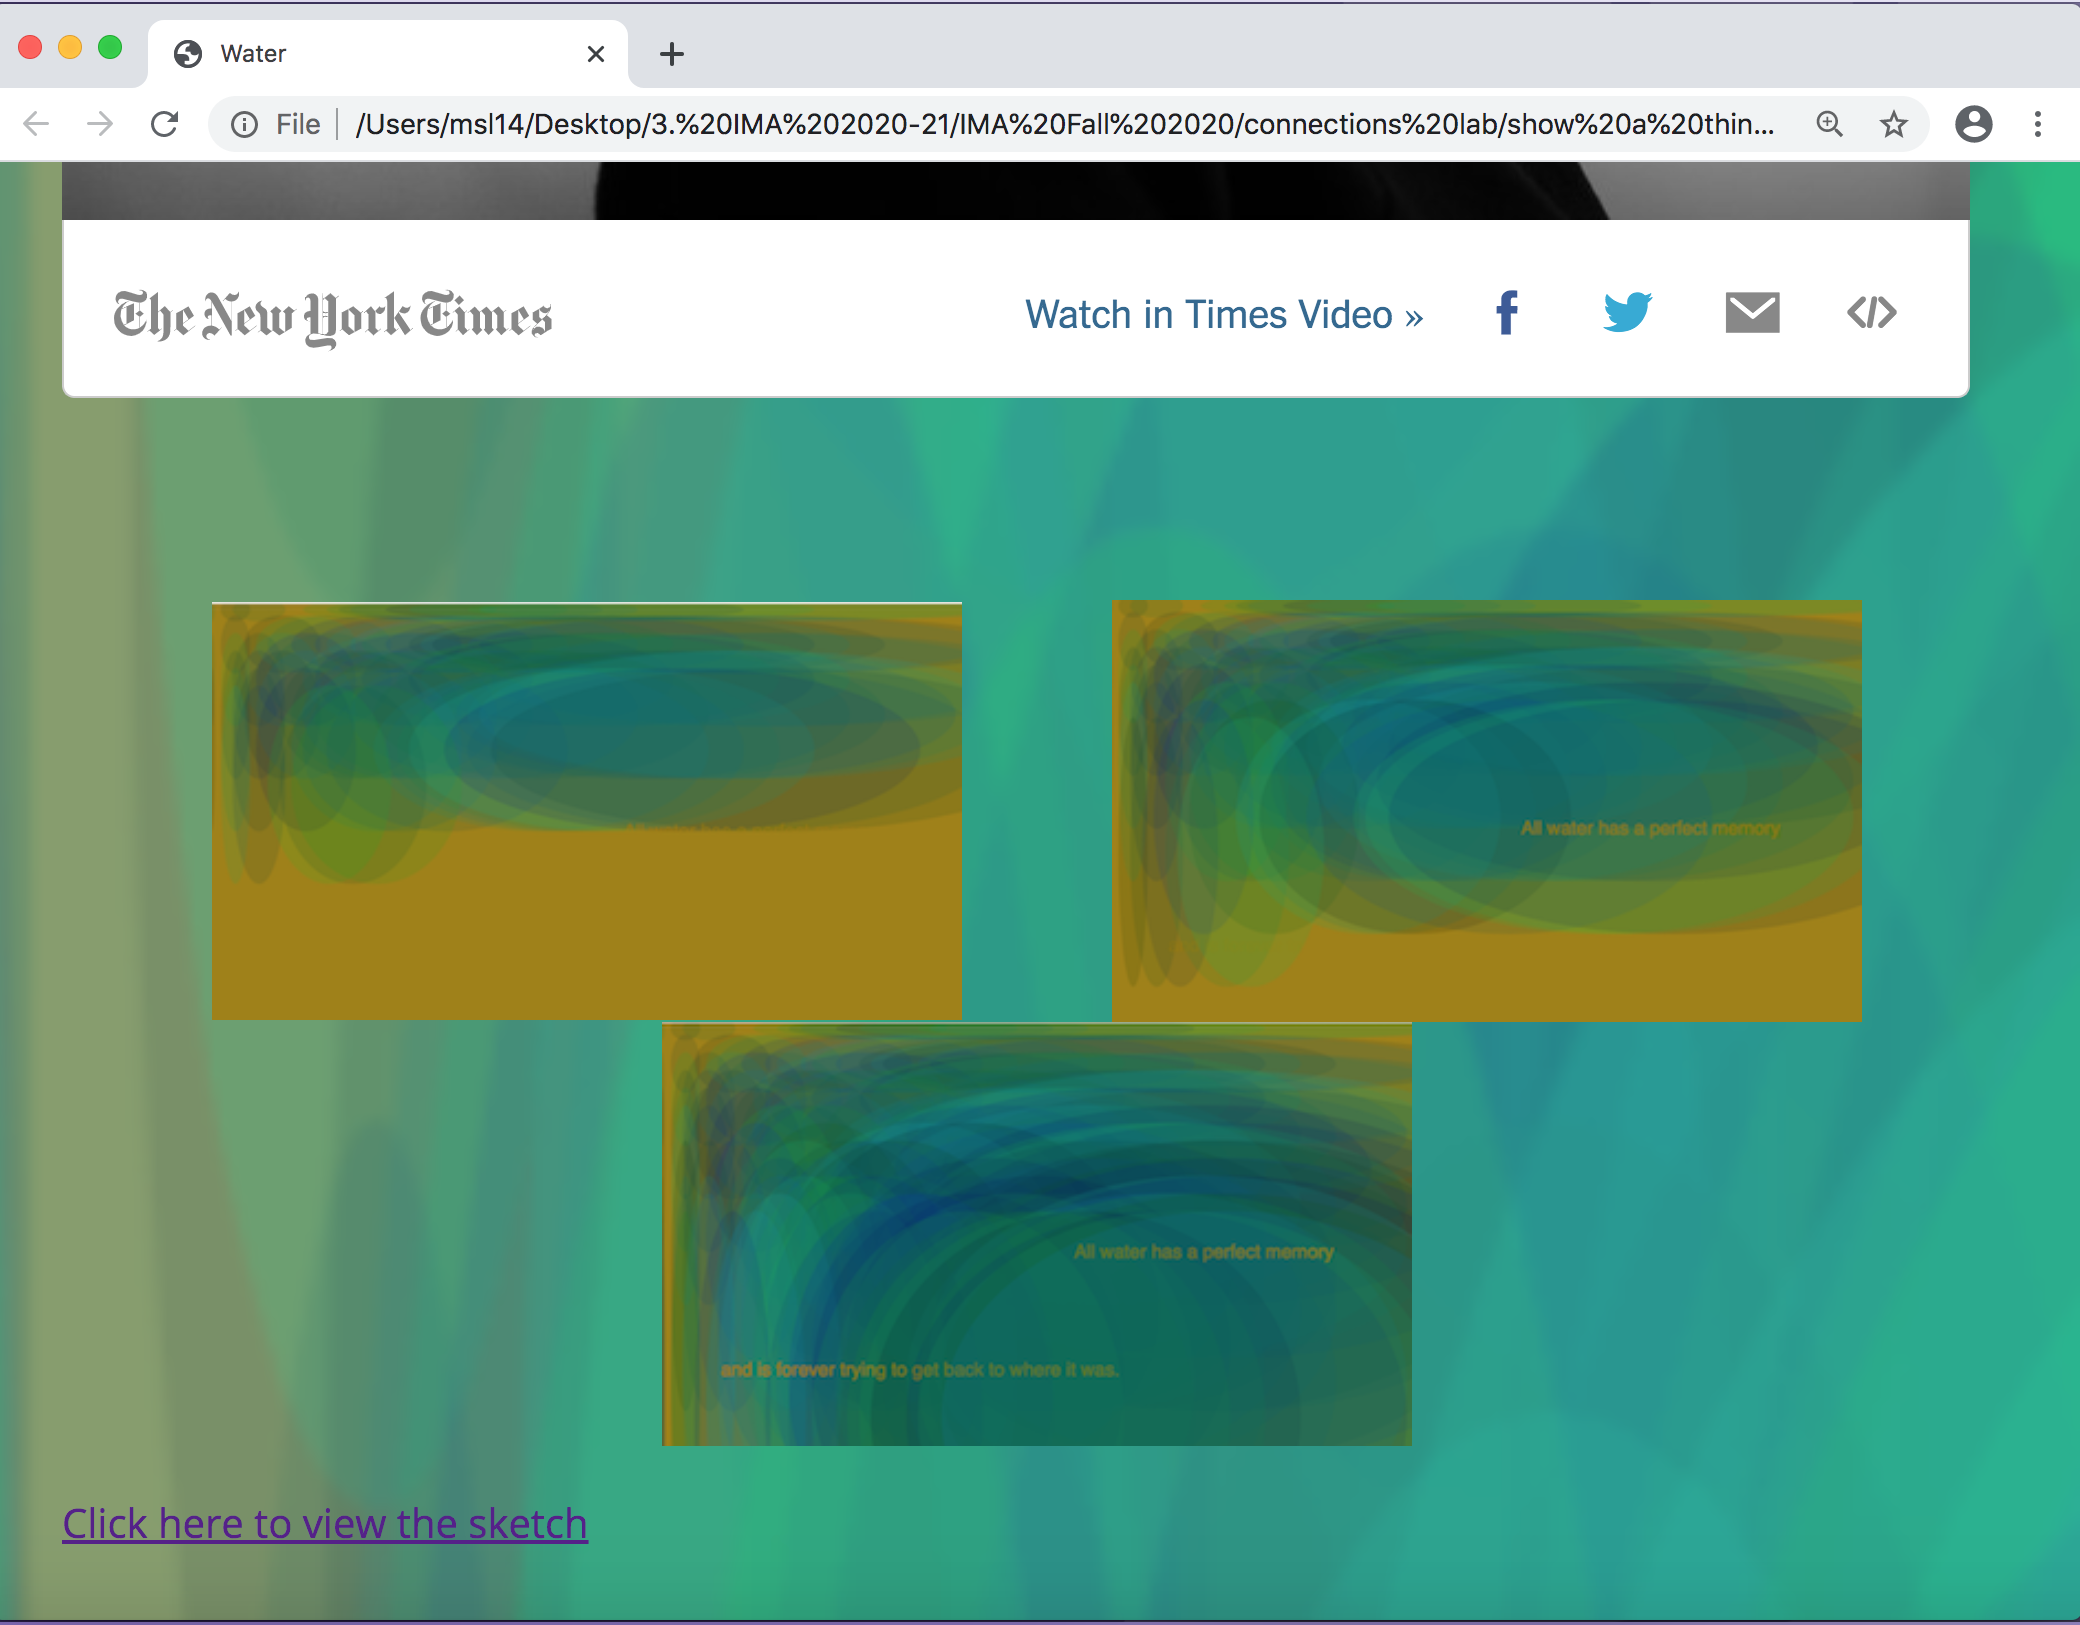 Water
File
/Users/msl14/Desktop/3.%20IMA%202020-21/IMA%20Fall%202020/connections%20lab/show%20a%20thin...
The New York Times
Watch in Times Video »
All water has a perfect memory
All water has a perfect memory
and is forever trying to get back to where it was.
Click here to view the sketch